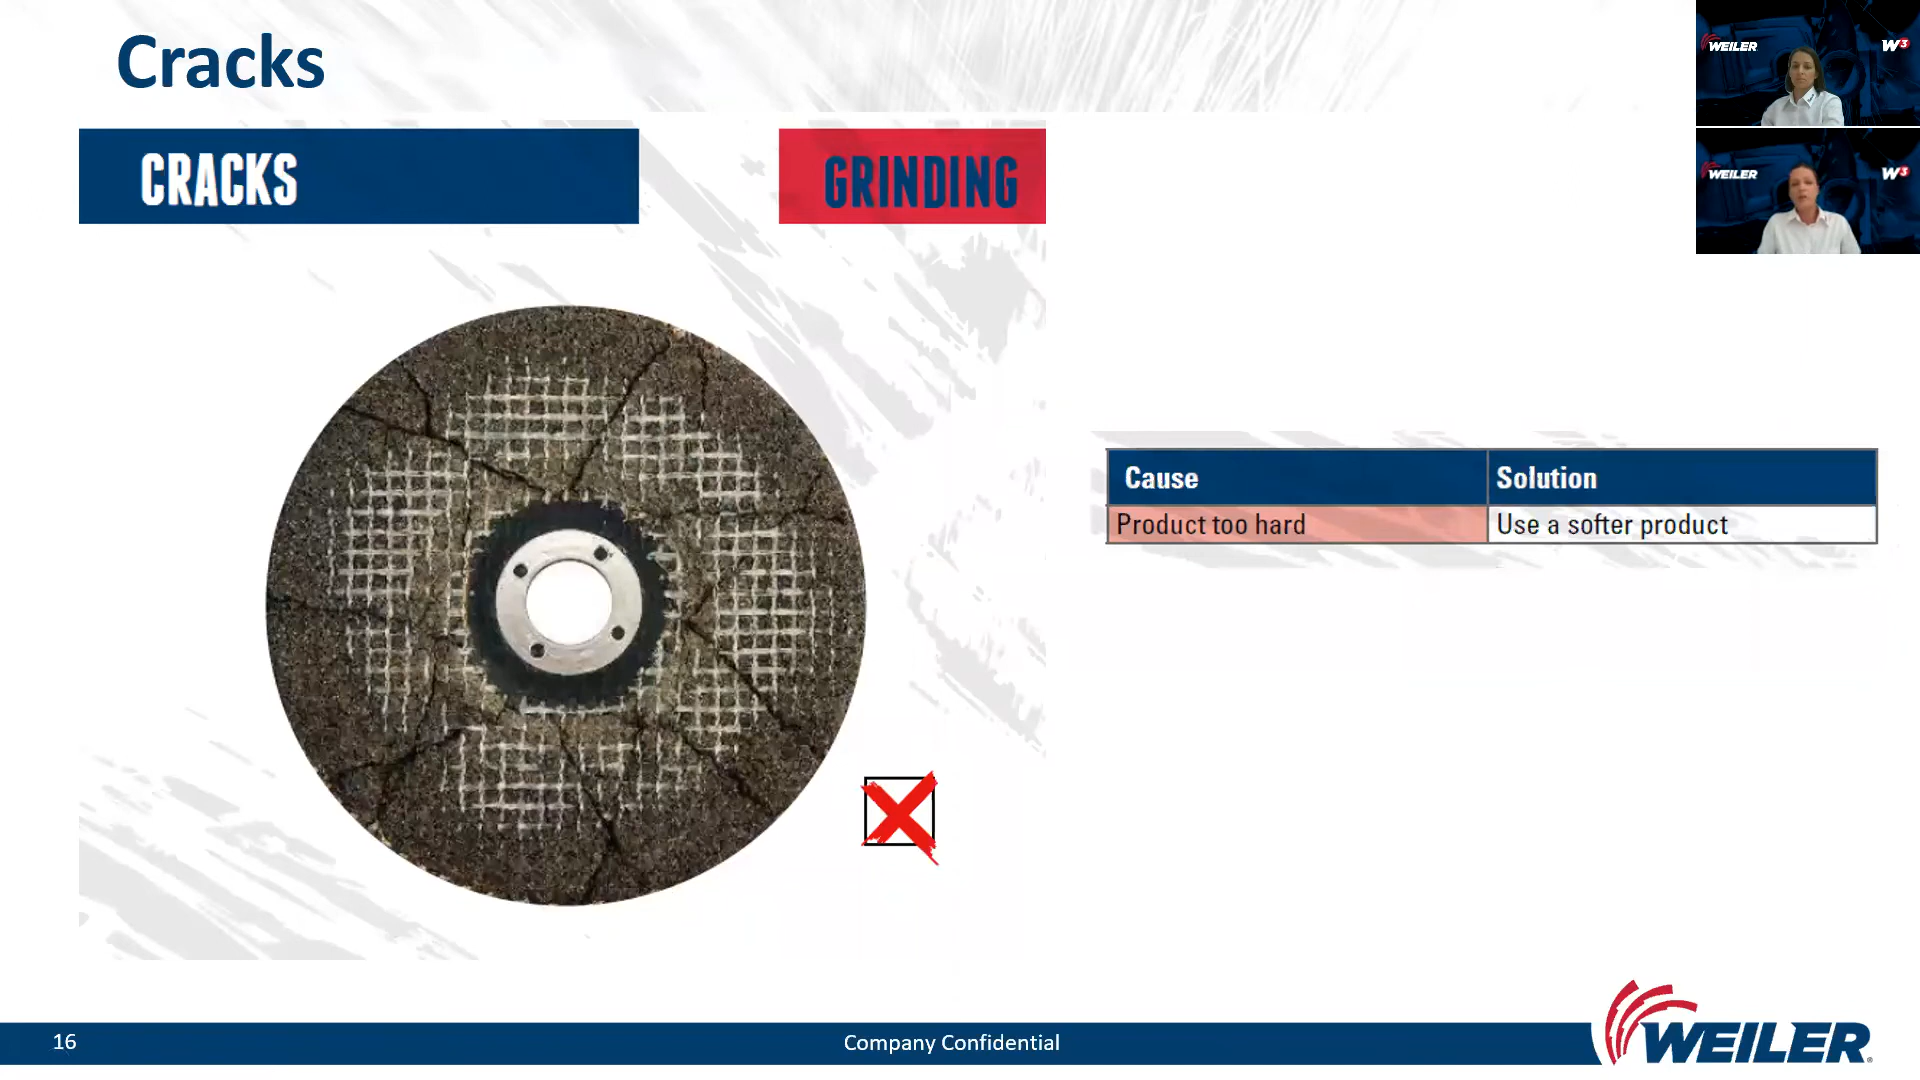 Cracks
CRACKS
GRINDING
WEILER W3
WEILER W3
Cause Solution
Product too hard Use a softer product
16
Company Confidential
WEILER